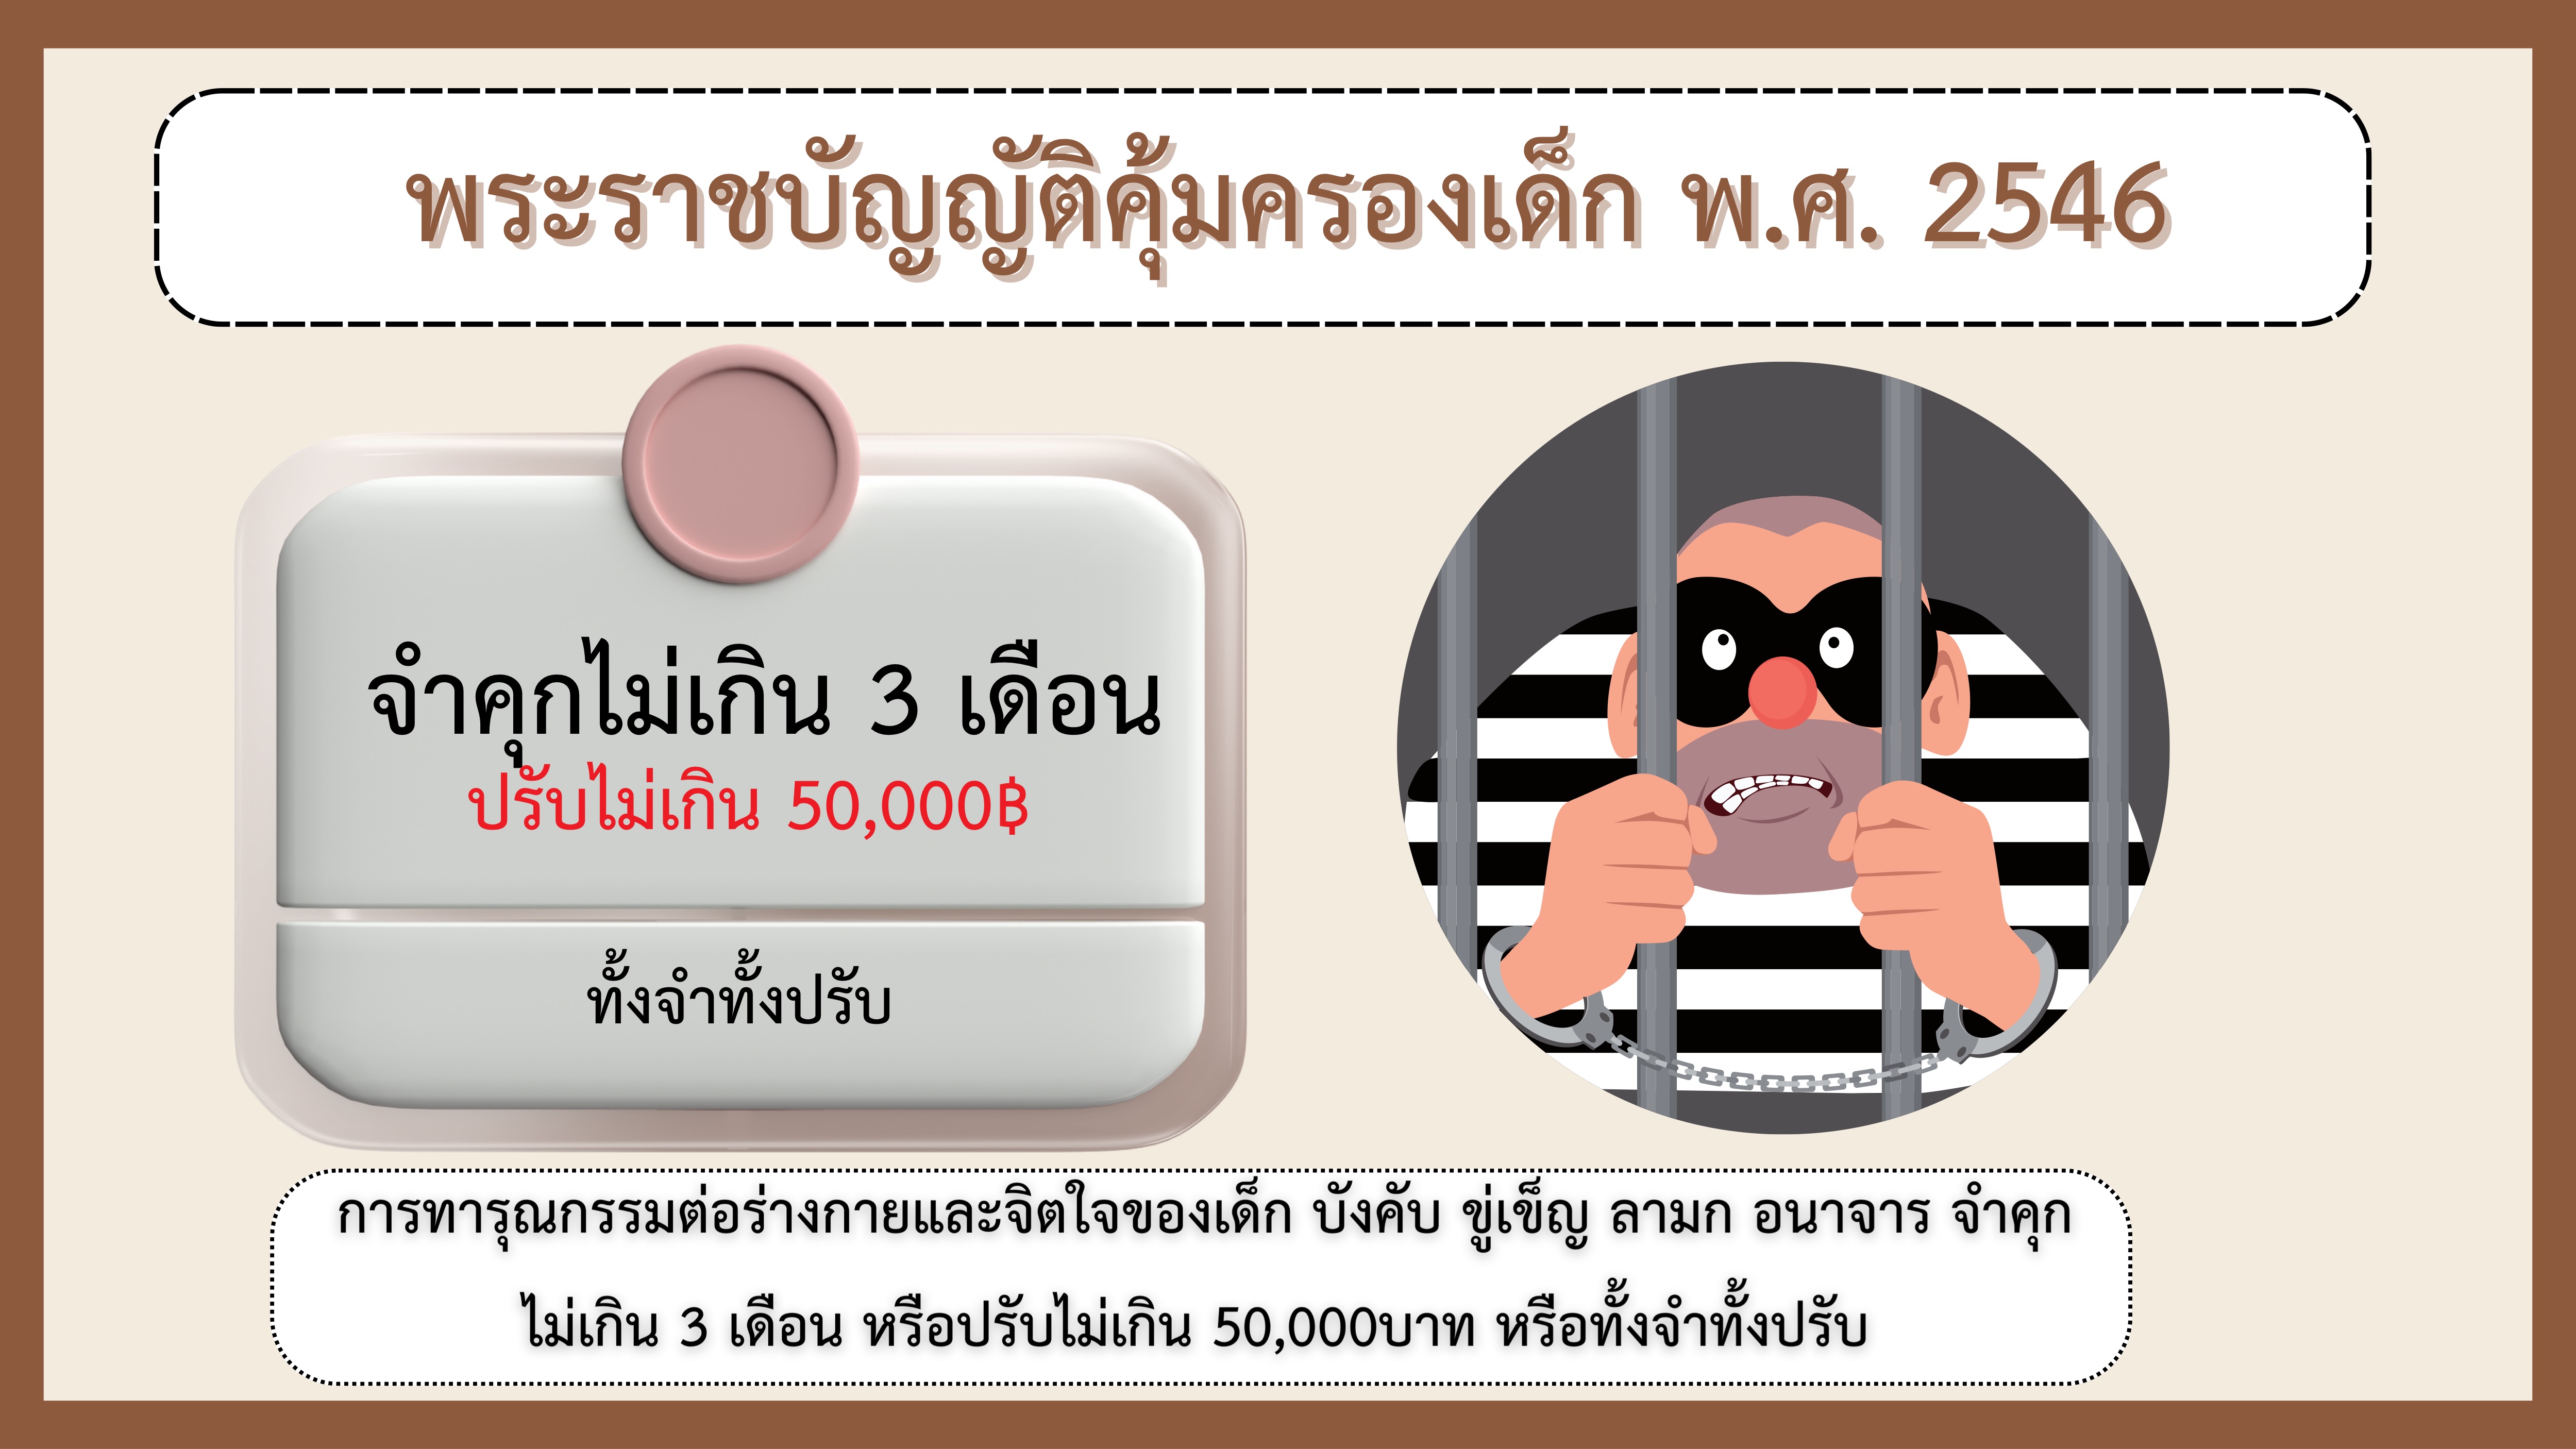 พระราชบัญญัติคุ้มครองเด็ก พ.ศ. 2546
จำคุกไม่เกิน 3 เดือน
ปรับไม่เกิน 50,000฿
ทั้งจำทั้งปรับ
การทารุณกรรมต่อร่างกายและจิตใจของเด็ก บังคับ ขู่เข็ญ ลามก อนาจาร จำคุก
ไม่เกิน 3 เดือน หรือปรับไม่เกิน 50,000บาท หรือทั้งจำทั้งปรับ